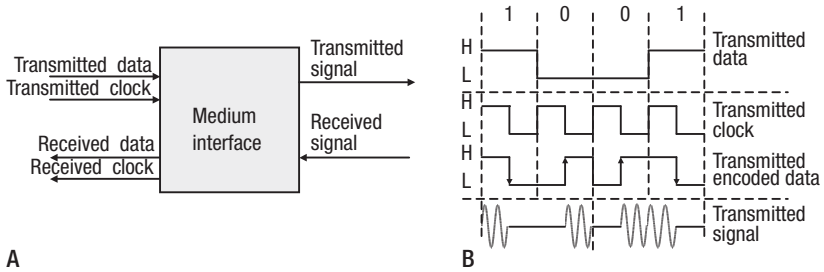 Transmitted data
Transmitted clock
Received data
Received clock
Medium
interface
Transmitted
signal
Received
signal
A
1 0 0 1
H
L
Transmitted
data
H
L
Transmitted
clock
H
L
Transmitted
encoded data
Transmitted
signal
B